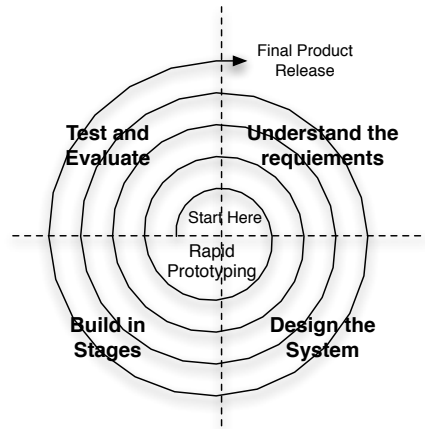 Final Product
Release
Test and
Evaluate
Understand the
requiements
Start Here
Rapid
Prototyping
Build in
Stages
Design the
System